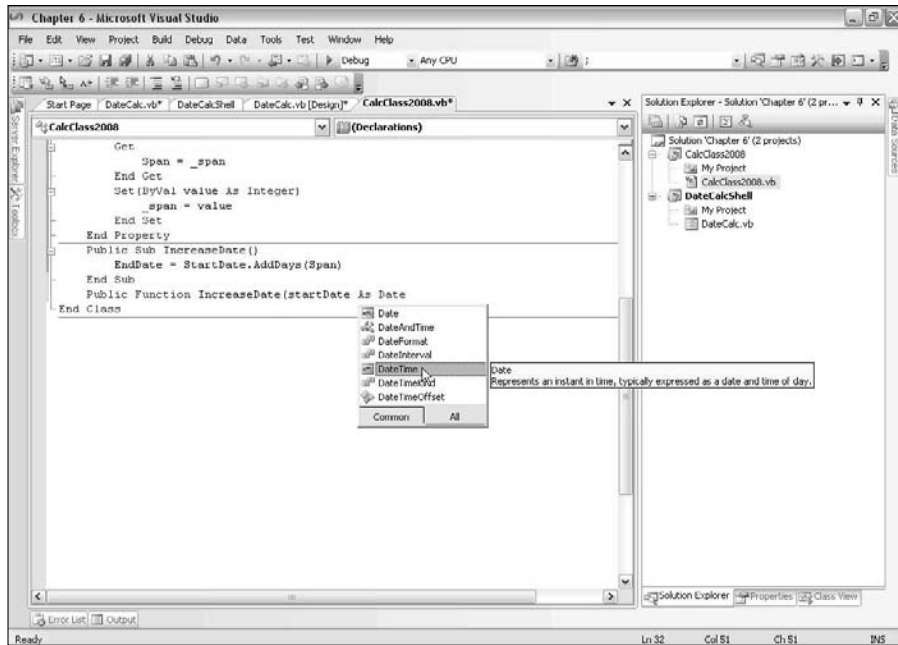 Chapter 6 - Microsoft Visual Studio
File Edit View Project Build Debug Data Tools Test Window Help
Debug Any CPU
Start Page DateCalc.vb* DateCalcShell DateCalc.vb [Design]* CalcClass2008.vb*
CalcClass2008 (Declarations)
Get
Span = _span
End Get
Set(ByVal value As Integer)
_span = value
End Set
End Property
Public Sub IncreaseDate()
EndDate = StartDate.AddDays(Span)
End Sub
Public Function IncreaseDate(startDate As Date
End Class
Date
DateAndTime
DateFormat
DateInterval
DateTime
DateTimeKind
DateTimeOffset
Common All
Date
Represents an instant in time, typically expressed as a date and time of day.
Server Explorer
Toolbox
Solution Explorer - Solution 'Chapter 6' (2 pr...
Solution 'Chapter 6' (2 projects)
CalcClass2008
My Project
CalcClass2008.vb
DateCalcShell
My Project
DateCalc.vb
Data Sources
Solution Explorer Properties Class View
Error List Output
Ready Ln 32 Col 51 Ch 51 INS